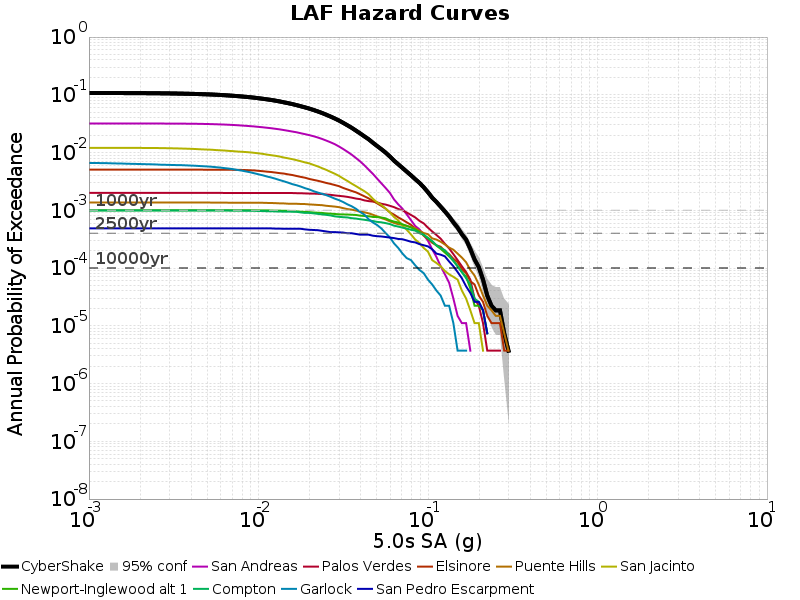 LAF Hazard Curves
Annual Probability of Exceedance
10^0
10^-1
10^-2
10^-3
10^-4
10^-5
10^-6
10^-7
10^-8
1000yr
2500yr
10000yr
10^-3 10^-2 10^-1 10^0 10^1
5.0s SA (g)
CyberShake 95% conf San Andreas Palos Verdes Elsinore Puente Hills San Jacinto
Newport-Inglewood alt 1 Compton Garlock San Pedro Escarpment